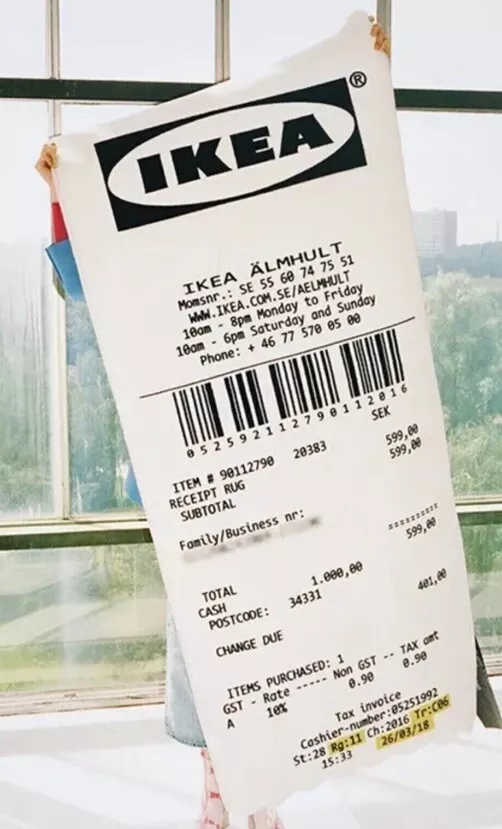 IKEA®
IKEA ÄLMHULT
Momsnr.: SE 55 60 74 75 51
WWW.IKEA.COM.SE/AELMHULT
10am - 8pm Monday to Friday
10am - 6pm Saturday and Sunday
Phone: + 46 77 570 05 00
052592112790112016
SEK
ITEM # 90112790 20383 599,00
RECEIPT RUG 599,00
SUBTOTAL
Family/Business nr:
==========
599,00
TOTAL 1.000,00
CASH
POSTCODE: 34331 401,00
CHANGE DUE
ITEMS PURCHASED: 1
GST - Rate ----- Non GST -- TAX amt
A 10% 0.90 0.90
Tax invoice
Cashier-number:05251992
St:28 Rg:11 Ch:2016 Tr:C06
15:33 26/03/18